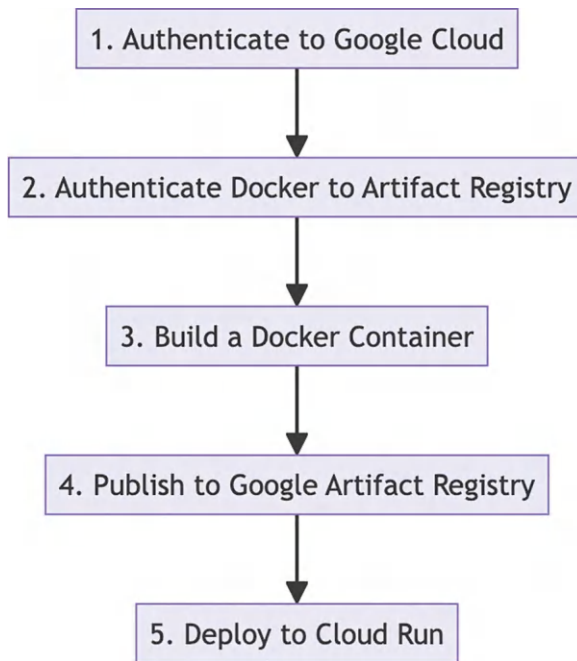 1. Authenticate to Google Cloud
2. Authenticate Docker to Artifact Registry
3. Build a Docker Container
4. Publish to Google Artifact Registry
5. Deploy to Cloud Run